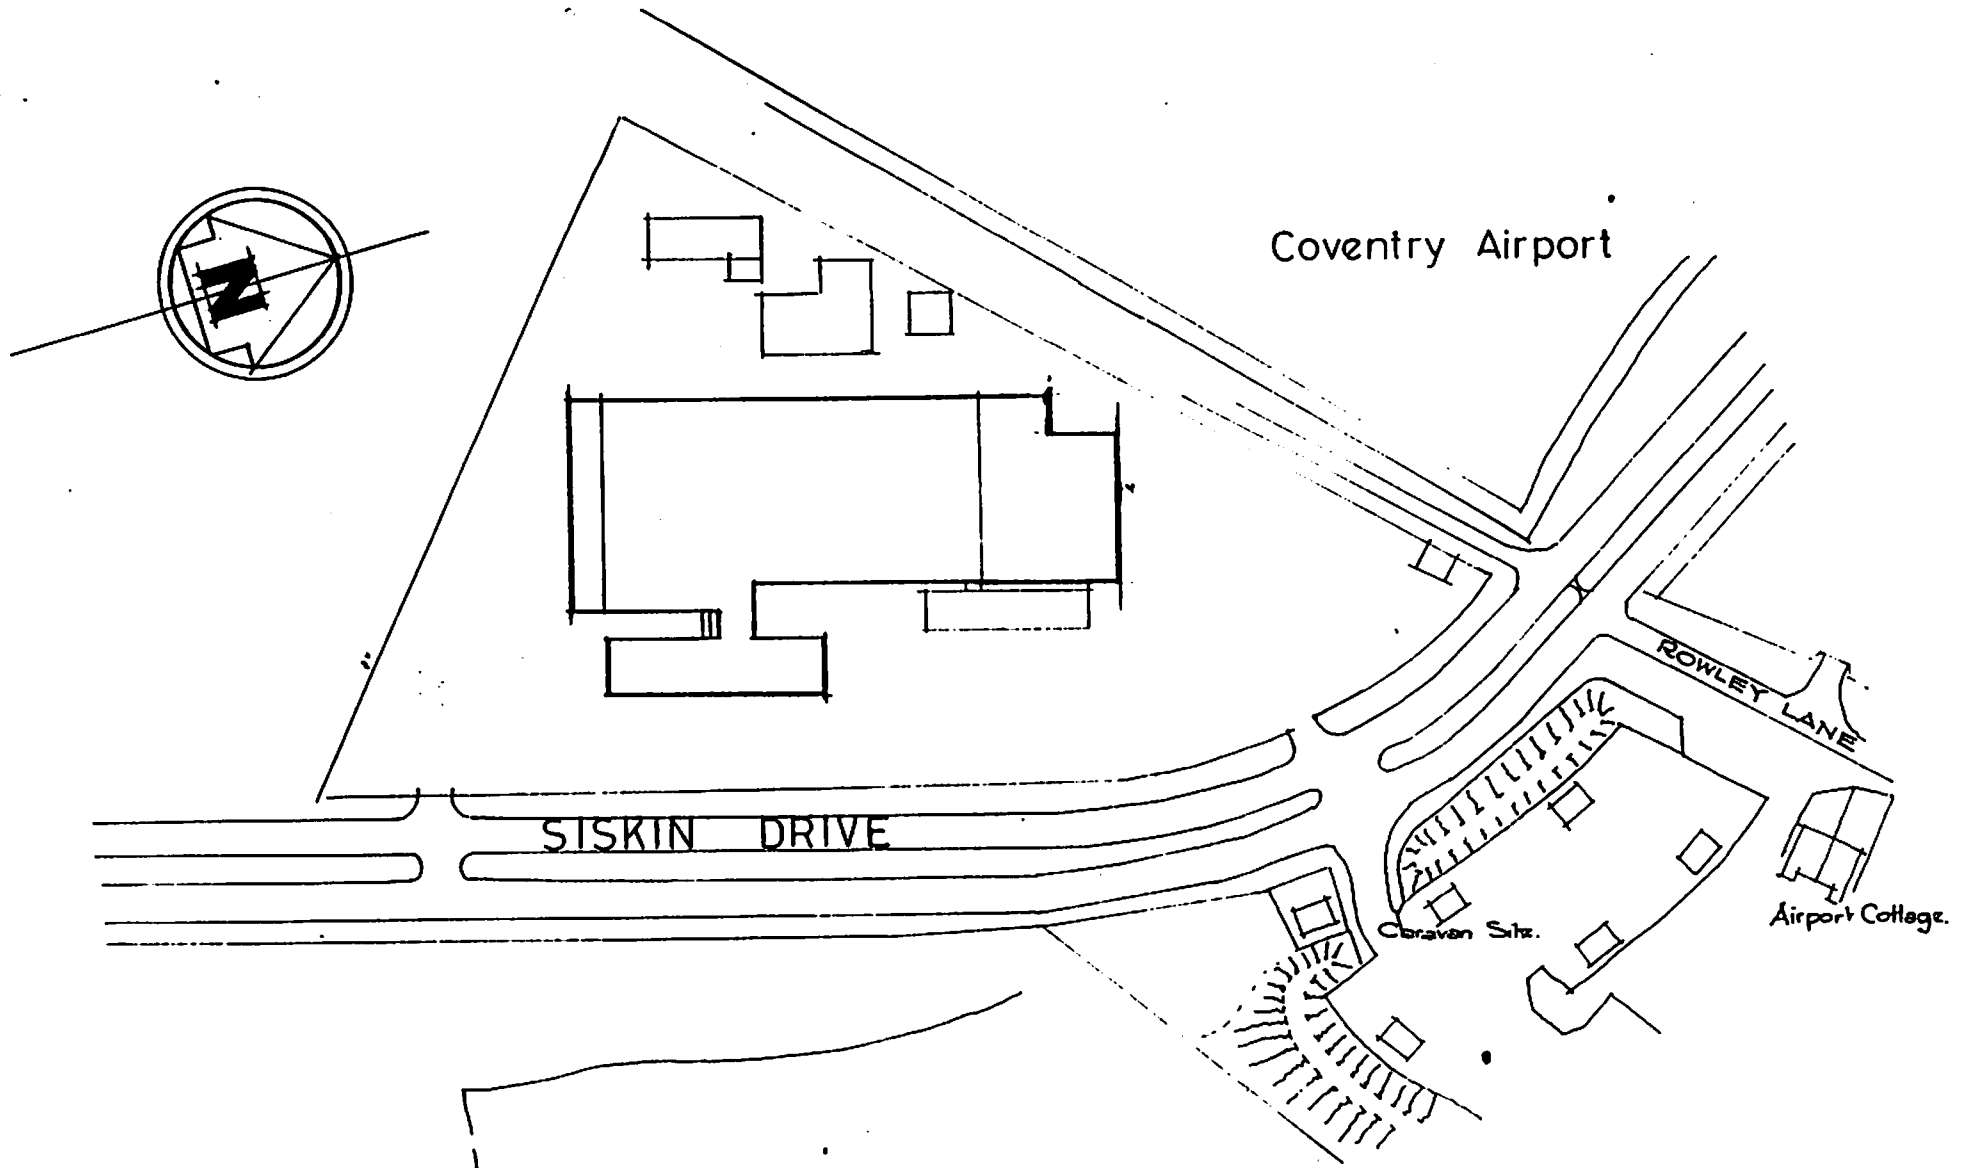 Coventry Airport
N
ROWLEY LANE
SISKIN DRIVE
Caravan Site.
Airport Cottage.